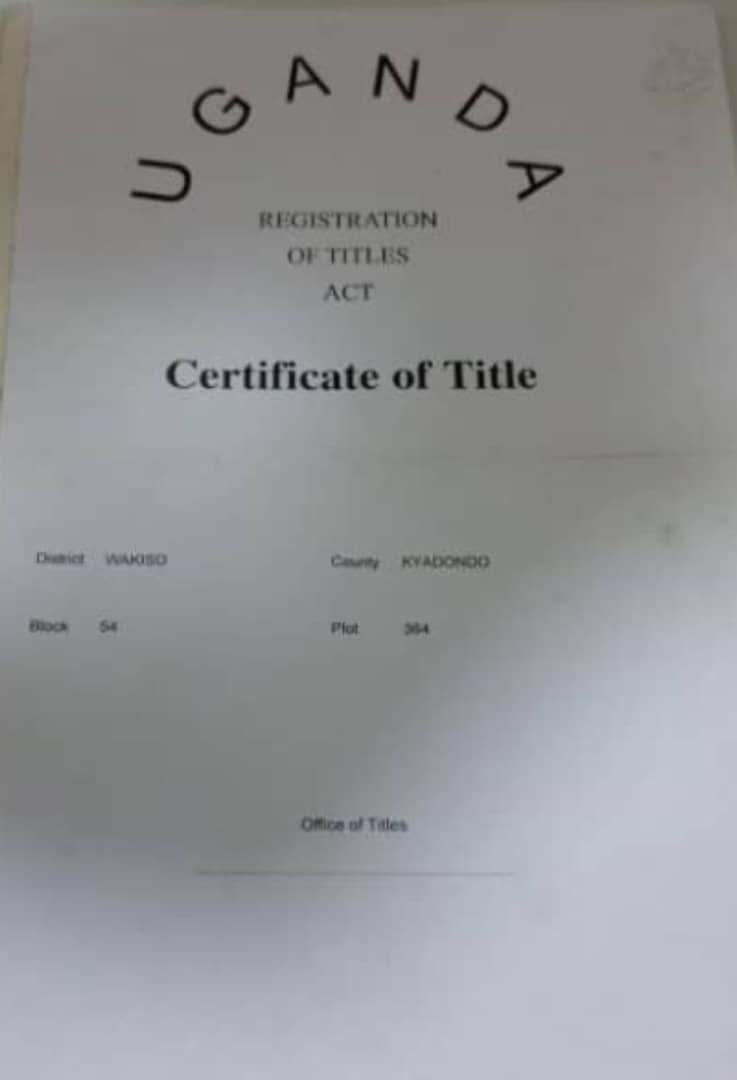 UGANDA
REGISTRATION
OF TITLES
ACT
Certificate of Title
District WAKISO County KYADONDO
Block 54 Plot 364
Office of Titles